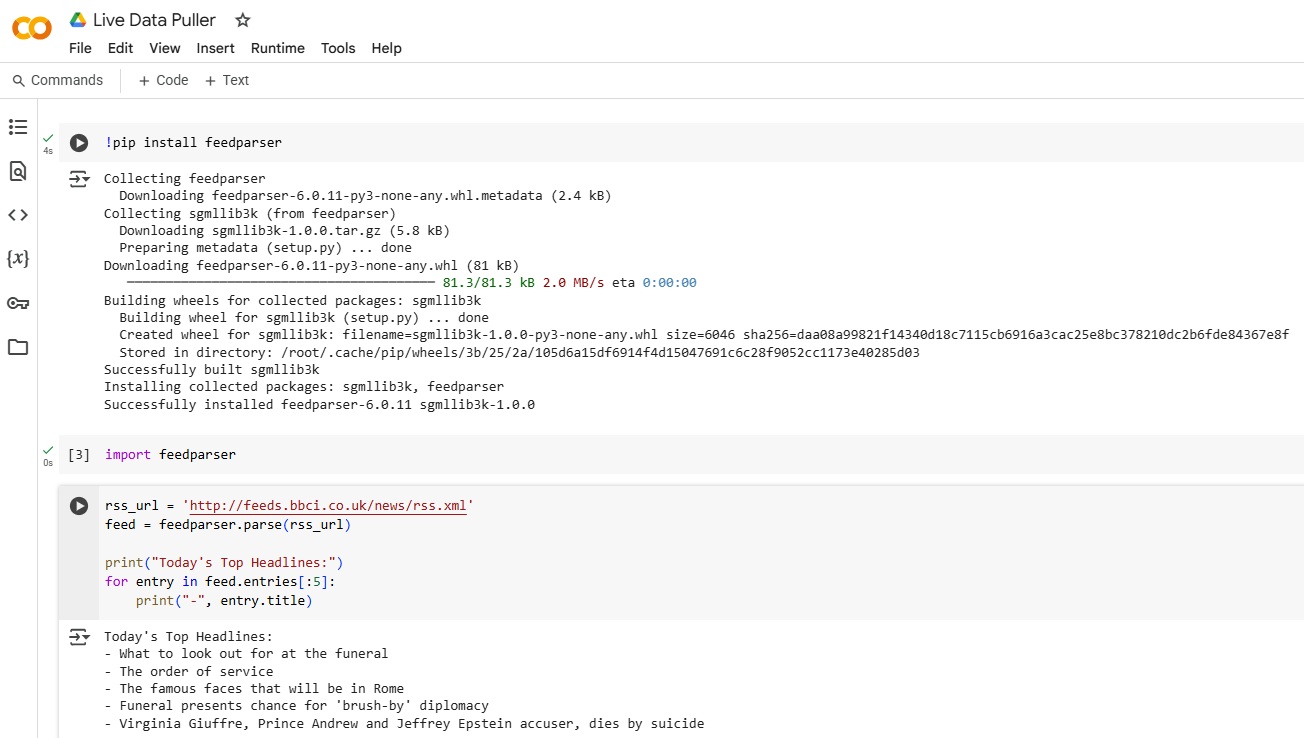 Live Data Puller
File Edit View Insert Runtime Tools Help
Commands + Code + Text
4s
!pip install feedparser
Collecting feedparser
Downloading feedparser-6.0.11-py3-none-any.whl.metadata (2.4 kB)
Collecting sgmllib3k (from feedparser)
Downloading sgmllib3k-1.0.0.tar.gz (5.8 kB)
Preparing metadata (setup.py) ... done
Downloading feedparser-6.0.11-py3-none-any.whl (81 kB)
81.3/81.3 kB 2.0 MB/s eta 0:00:00
Building wheels for collected packages: sgmllib3k
Building wheel for sgmllib3k (setup.py) ... done
Created wheel for sgmllib3k: filename=sgmllib3k-1.0.0-py3-none-any.whl size=6046 sha256=daa08a99821f14340d18c7115cb6916a3cac25e8bc378210dc2b6fde84367e8f
Stored in directory: /root/.cache/pip/wheels/3b/25/2a/105d6a15df6914f4d15047691c6c28f9052cc1173e40285d03
Successfully built sgmllib3k
Installing collected packages: sgmllib3k, feedparser
Successfully installed feedparser-6.0.11 sgmllib3k-1.0.0
0s
[3] import feedparser
rss_url = 'http://feeds.bbci.co.uk/news/rss.xml'
feed = feedparser.parse(rss_url)
print("Today's Top Headlines:")
for entry in feed.entries[:5]:
print("-", entry.title)
Today's Top Headlines:
- What to look out for at the funeral
- The order of service
- The famous faces that will be in Rome
- Funeral presents chance for 'brush-by' diplomacy
- Virginia Giuffre, Prince Andrew and Jeffrey Epstein accuser, dies by suicide